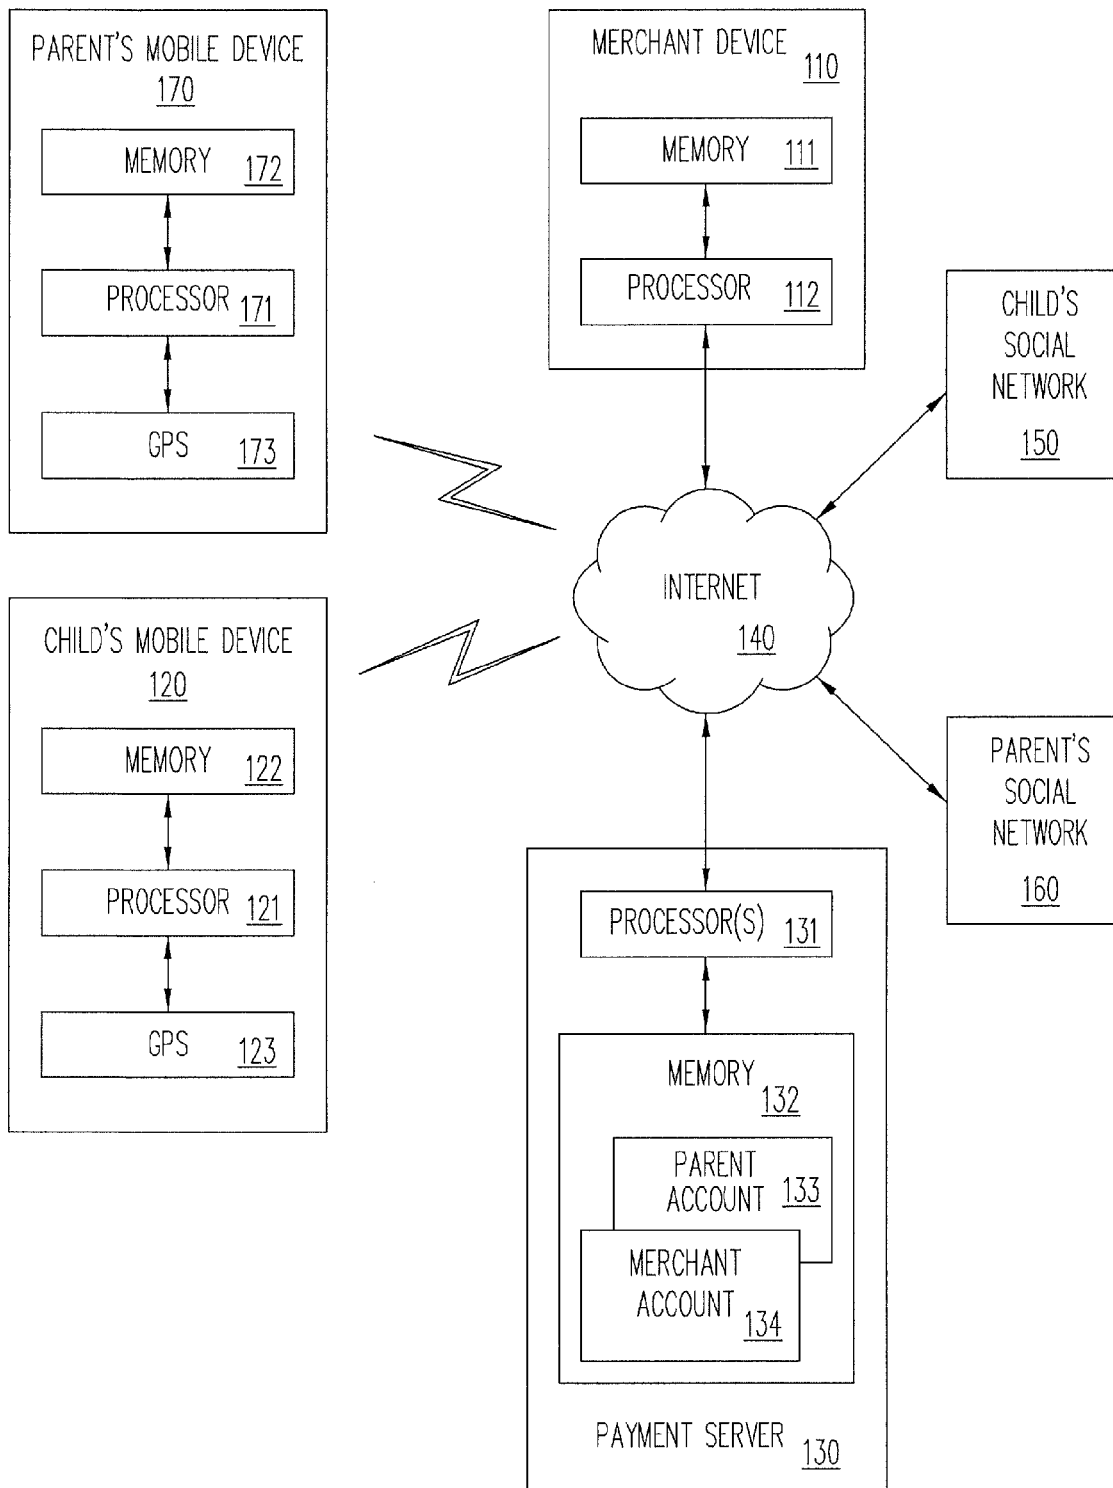 PARENT'S MOBILE DEVICE
170
MEMORY
172
PROCESSOR
171
GPS
173
MERCHANT DEVICE
110
MEMORY
111
PROCESSOR
112
CHILD'S
SOCIAL
NETWORK
150
INTERNET
140
CHILD'S MOBILE DEVICE
120
MEMORY
122
PROCESSOR
121
GPS
123
PARENT'S
SOCIAL
NETWORK
160
PROCESSOR(S)
131
MEMORY
132
PARENT
ACCOUNT
133
MERCHANT
ACCOUNT
134
PAYMENT SERVER
130